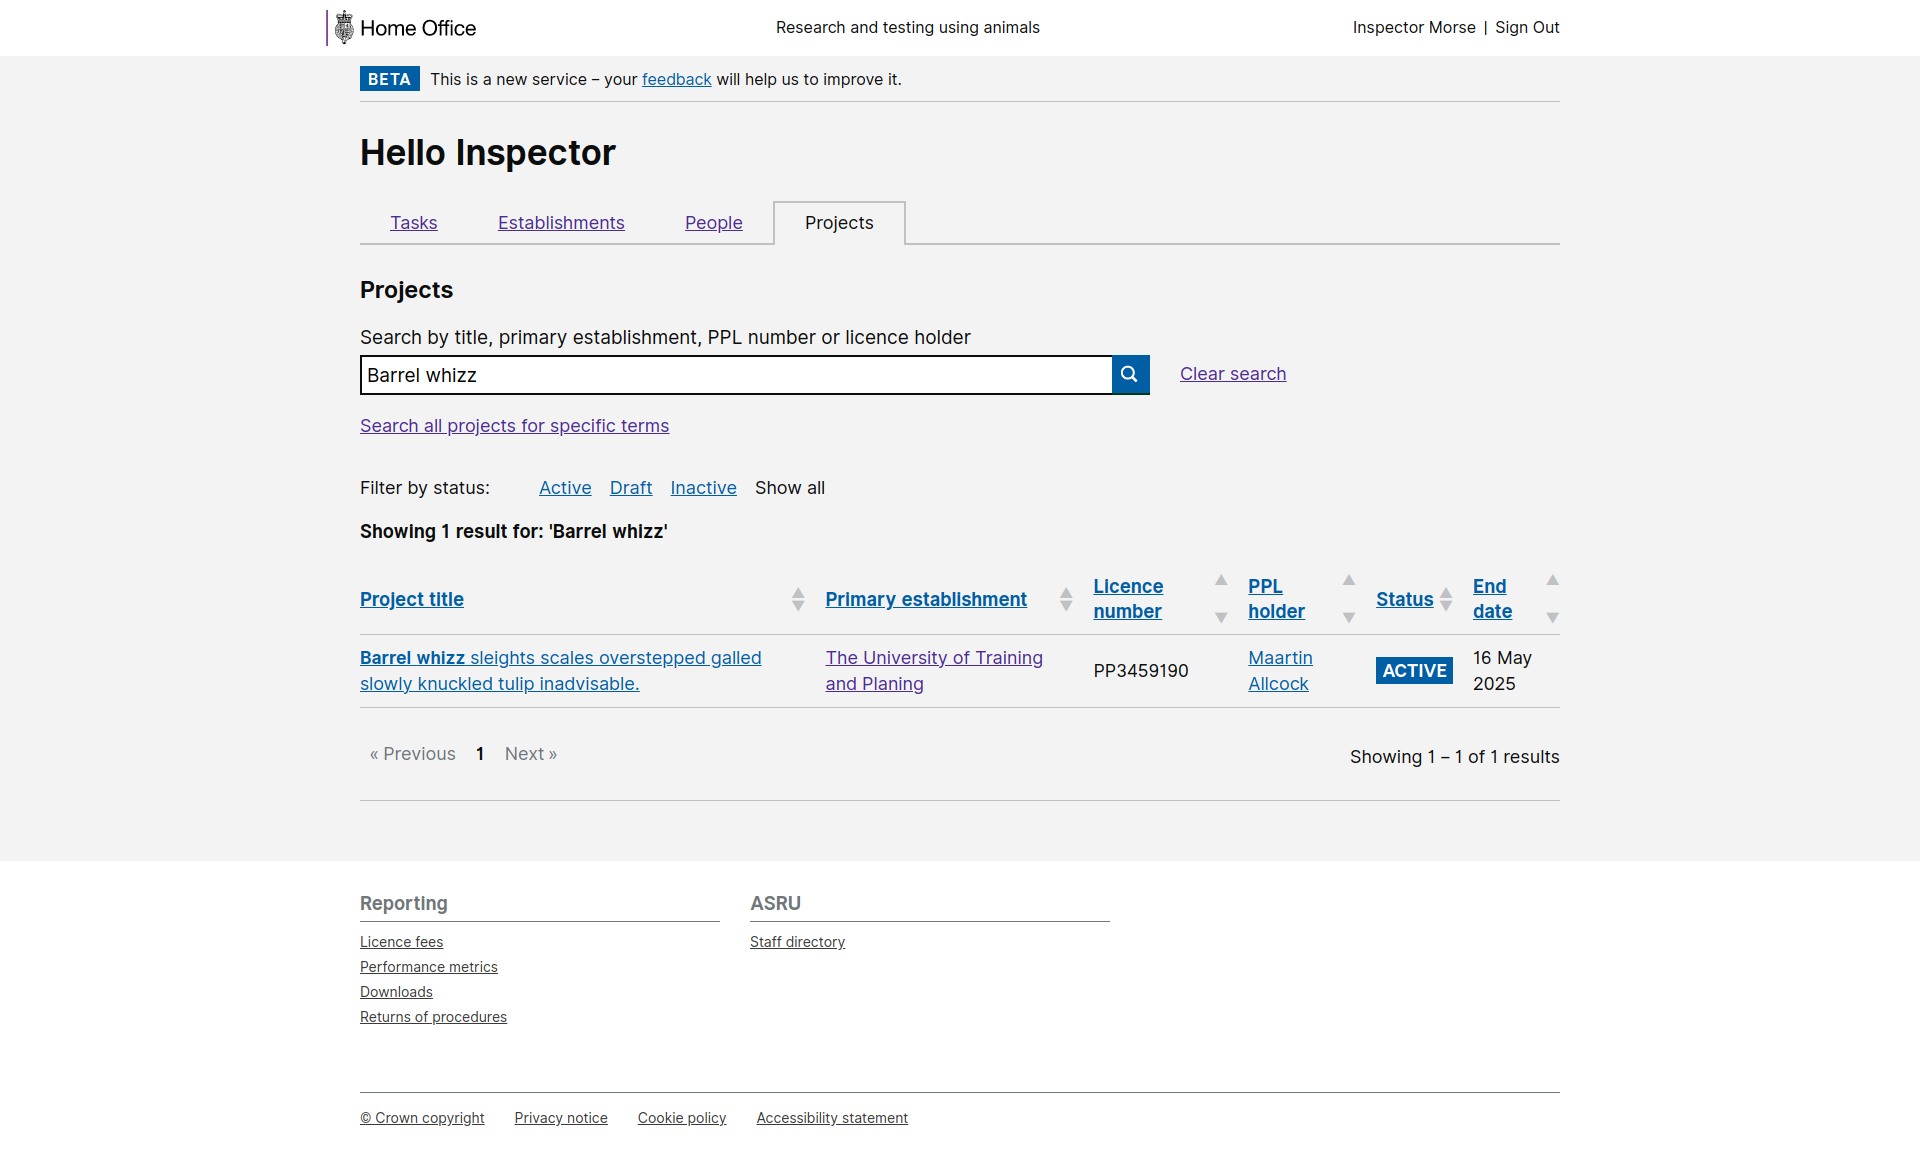 Home Office
Research and testing using animals
Inspector Morse | Sign Out
BETA This is a new service – your feedback will help us to improve it.
Hello Inspector
Tasks Establishments People Projects
Projects
Search by title, primary establishment, PPL number or licence holder
Barrel whizz
Clear search
Search all projects for specific terms
Filter by status: Active Draft Inactive Show all
Showing 1 result for: 'Barrel whizz'
Project title Primary establishment Licence number PPL holder Status End date
Barrel whizz sleights scales overstepped galled
slowly knuckled tulip inadvisable.
The University of Training
and Planing
PP3459190
Maartin
Allcock
ACTIVE
16 May
2025
« Previous 1 Next »
Showing 1 – 1 of 1 results
Reporting
Licence fees
Performance metrics
Downloads
Returns of procedures
ASRU
Staff directory
© Crown copyright Privacy notice Cookie policy Accessibility statement